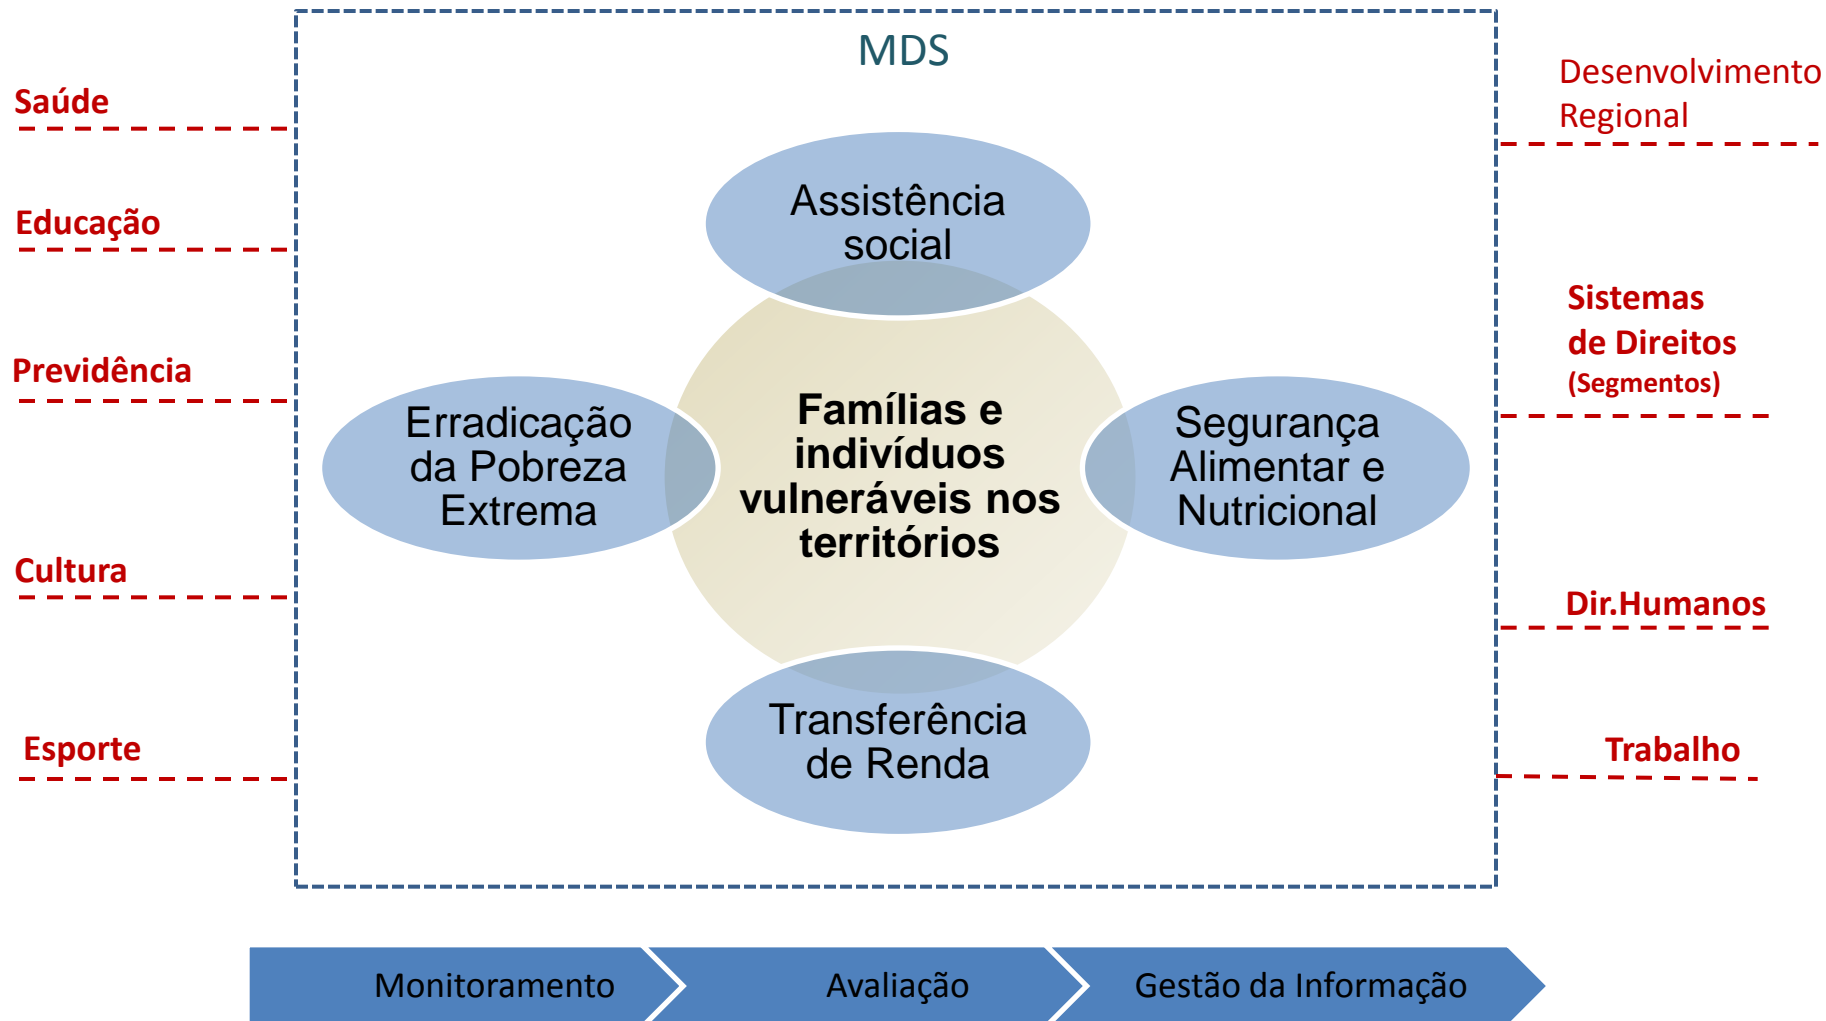 MDS
Saúde
Educação
Previdência
Cultura
Esporte
Assistência
social
Erradicação
da Pobreza
Extrema
Famílias e
indivíduos
vulneráveis nos
territórios
Segurança
Alimentar e
Nutricional
Transferência
de Renda
Desenvolvimento
Regional
Sistemas
de Direitos
(Segmentos)
Dir.Humanos
Trabalho
Monitoramento
Avaliação
Gestão da Informação